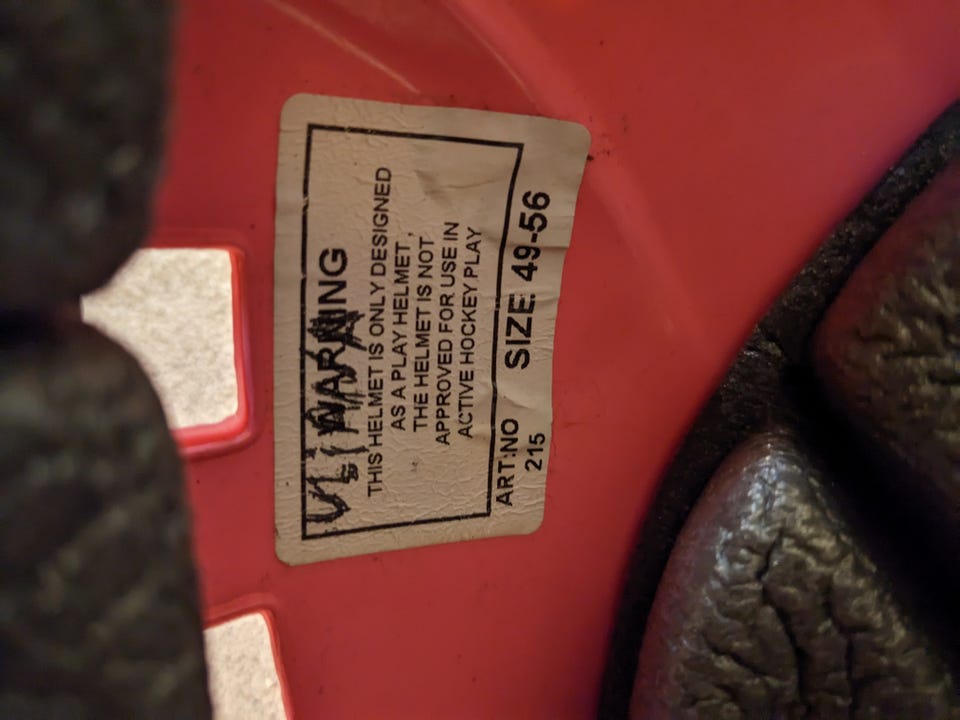 WARNING
THIS HELMET IS ONLY DESIGNED
AS A PLAY HELMET,
THE HELMET IS NOT
APPROVED FOR USE IN
ACTIVE HOCKEY PLAY
ART:NO SIZE 49-56
215